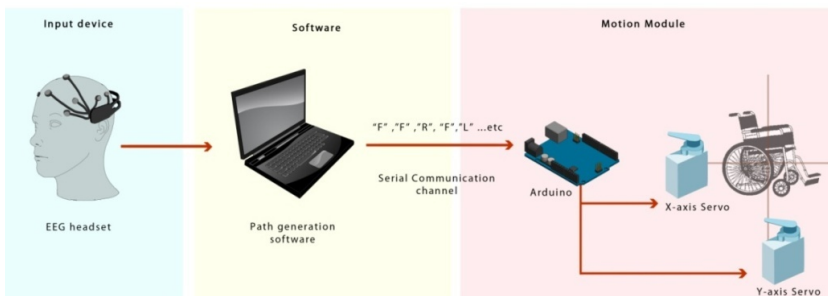 Input device
Software
Motion Module
"F" ,"F" ,"R", "F","L" ...etc
Serial Communication
channel
Arduino
X-axis Servo
EEG headset
Path generation
software
Y-axis Servo